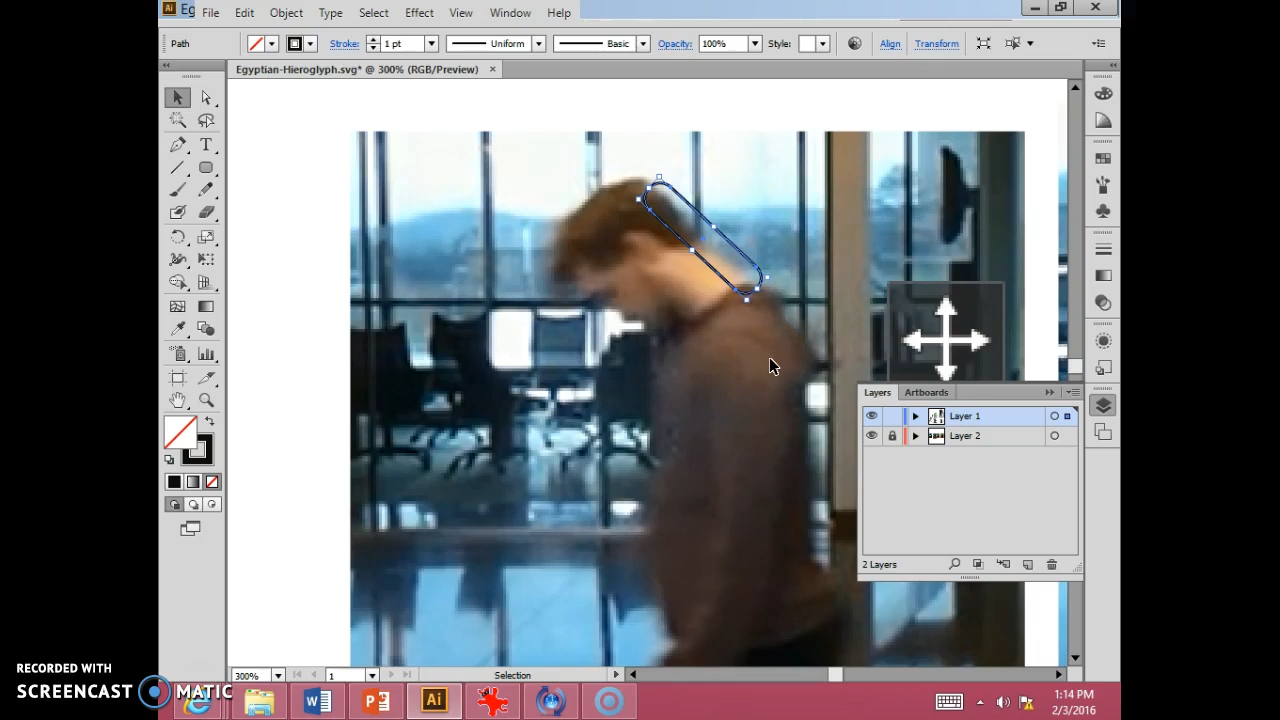 Ai Eg File Edit Object Type Select Effect View Window Help
Path Stroke: 1 pt Uniform Basic Opacity: 100% Style: Align Transform
Egyptian-Hieroglyph.svg* @ 300% (RGB/Preview) ×
Layers Artboards
Layer 1
Layer 2
2 Layers
300% 1 Selection
RECORDED WITH
SCREENCAST MATIC
Ai
1:14 PM
2/3/2016